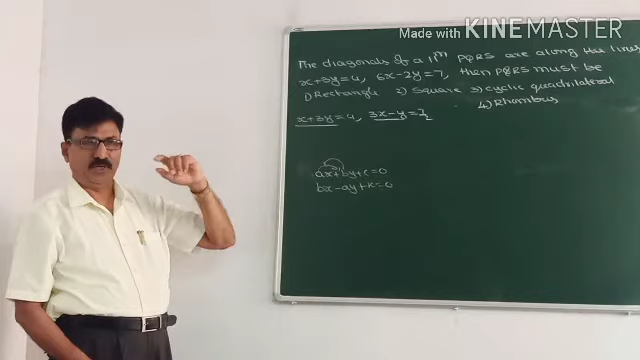 Made with KINEMASTER
The diagonals of a 11gm PQRS are along the lines
x+3y=4, 6x-2y=7, then PQRS must be
1) Rectangle 2) Square 3) cyclic quadrilateral
4) Rhombus
x+3y=4, 3x-y=7/2
ax+by+c=0
bx-ay+k=0